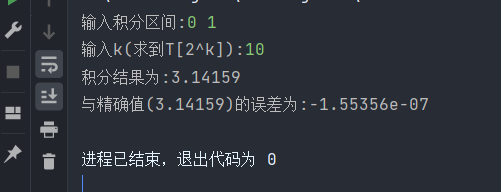 输入积分区间:0 1
输入k(求到T[2^k]):10
积分结果为:3.14159
与精确值(3.14159)的误差为:-1.55356e-07
进程已结束，退出代码为 0